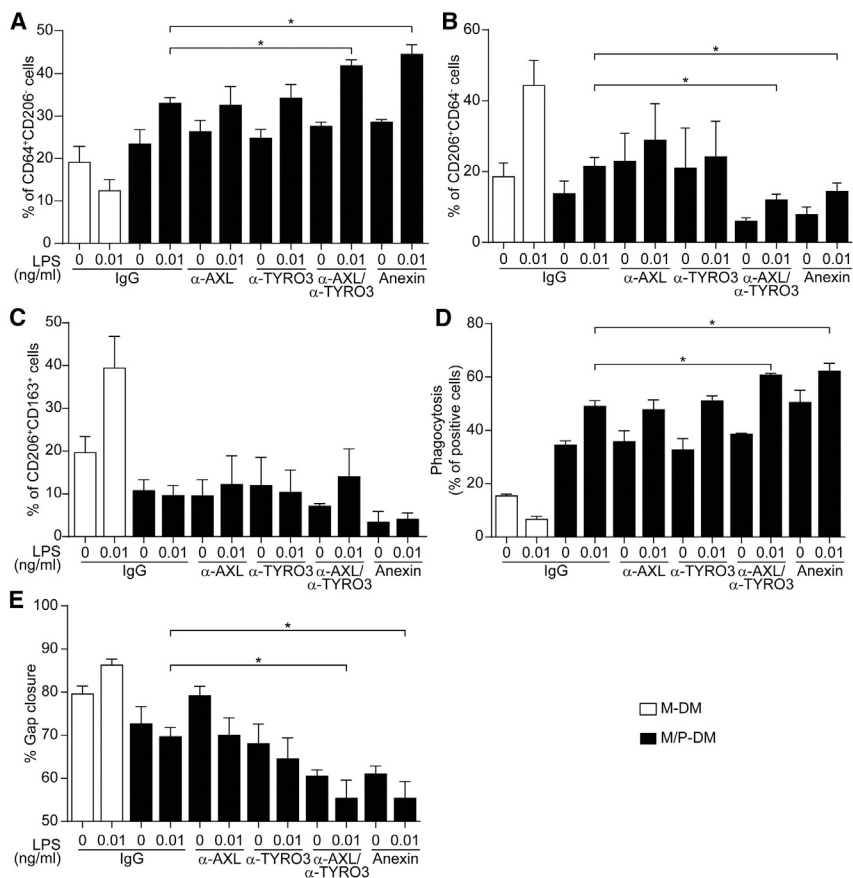 A
% of CD64+CD206- cells
50
40
30
20
10
0
*
*
0 0.01 0 0.01 0 0.01 0 0.01 0 0.01 0 0.01
LPS
(ng/ml)
IgG α-AXL α-TYRO3 α-AXL/
α-TYRO3 Anexin
B
% of CD206+CD64- cells
60
40
20
0
*
*
0 0.01 0 0.01 0 0.01 0 0.01 0 0.01 0 0.01
LPS
(ng/ml)
IgG α-AXL α-TYRO3 α-AXL/
α-TYRO3 Anexin
C
% of CD206+CD163+ cells
50
40
30
20
10
0
0 0.01 0 0.01 0 0.01 0 0.01 0 0.01 0 0.01
LPS
(ng/ml)
IgG α-AXL α-TYRO3 α-AXL/
α-TYRO3 Anexin
D
Phagocytosis
(% of positive cells)
80
60
40
20
0
*
*
0 0.01 0 0.01 0 0.01 0 0.01 0 0.01 0 0.01
LPS
(ng/ml)
IgG α-AXL α-TYRO3 α-AXL/
α-TYRO3 Anexin
E
% Gap closure
100
90
80
70
60
50
*
*
0 0.01 0 0.01 0 0.01 0 0.01 0 0.01 0 0.01
LPS
(ng/ml)
IgG α-AXL α-TYRO3 α-AXL/
α-TYRO3 Anexin
M-DM
M/P-DM